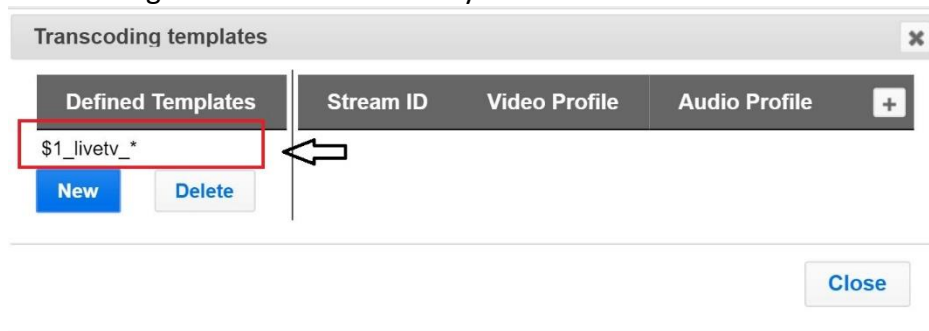 Transcoding templates
Defined Templates Stream ID Video Profile Audio Profile +
$1_livetv_*
New Delete
Close